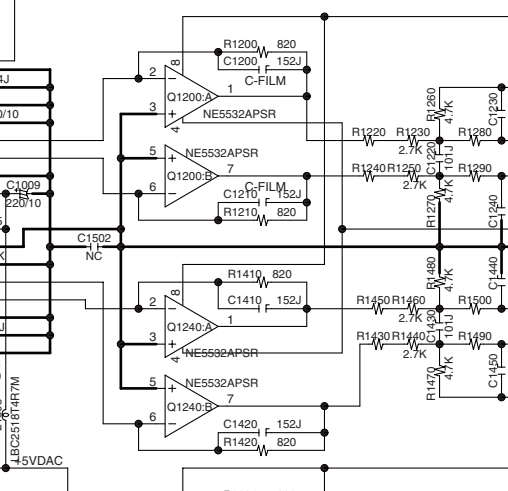 R1200 820
C1200 152J
C-FILM
8
2
1
Q1200:A
3
4
NE5532APSR
4J
0/10
R1220
R1230
2.7K
R1260
4.7K
C1230
R1280
C1220
101J
NE5532APSR
5
7
Q1200:B
6
C-FILM
C1210 152J
R1210 820
R1240
R1250
2.7K
R1290
R1270
4.7K
C1240
C1009
220/10
5
K
C1502
NC
R1410 820
C1410 152J
8
2
1
Q1240:A
3
4
NE5532APSR
R1480
4.7K
C1440
R1450
R1460
2.7K
R1500
C1430
101J
R1430
R1440
2.7K
R1490
R1470
4.7K
C1450
J
NE5532APSR
5
7
Q1240:B
6
C1420 152J
R1420 820
LBC2518T4R7M
+5VDAC